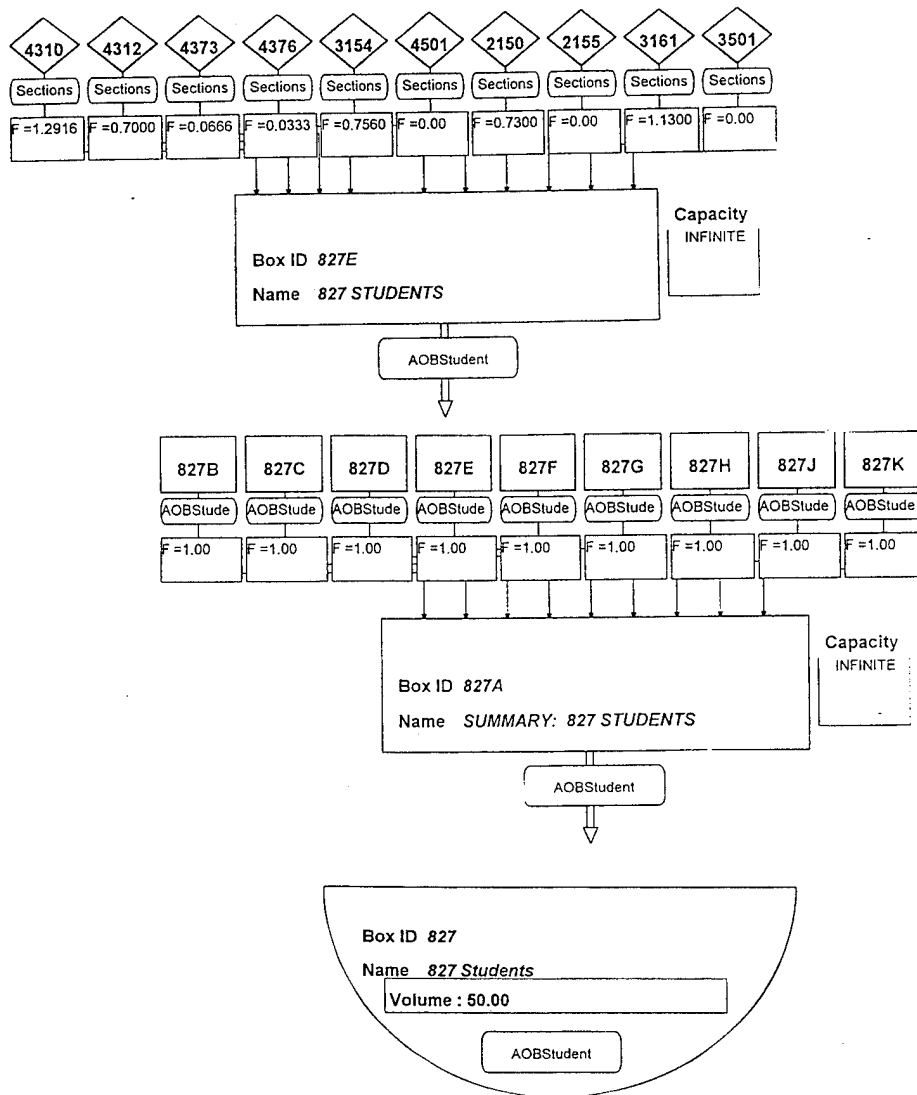 4310 4312 4373 4376 3154 4501 2150 2155 3161 3501
Sections Sections Sections Sections Sections Sections Sections Sections Sections Sections
F =1.2916 F =0.7000 F =0.0666 F =0.0333 F =0.7560 F =0.00 F =0.7300 F =0.00 F =1.1300 F =0.00
Capacity
INFINITE
Box ID 827E
Name 827 STUDENTS
AOBStudent
827B 827C 827D 827E 827F 827G 827H 827J 827K
AOBStude AOBStude AOBStude AOBStude AOBStude AOBStude AOBStude AOBStude AOBStude
F =1.00 F =1.00 F =1.00 F =1.00 F =1.00 F =1.00 F =1.00 F =1.00 F =1.00
Capacity
INFINITE
Box ID 827A
Name SUMMARY: 827 STUDENTS
AOBStudent
Box ID 827
Name 827 Students
Volume : 50.00
AOBStudent